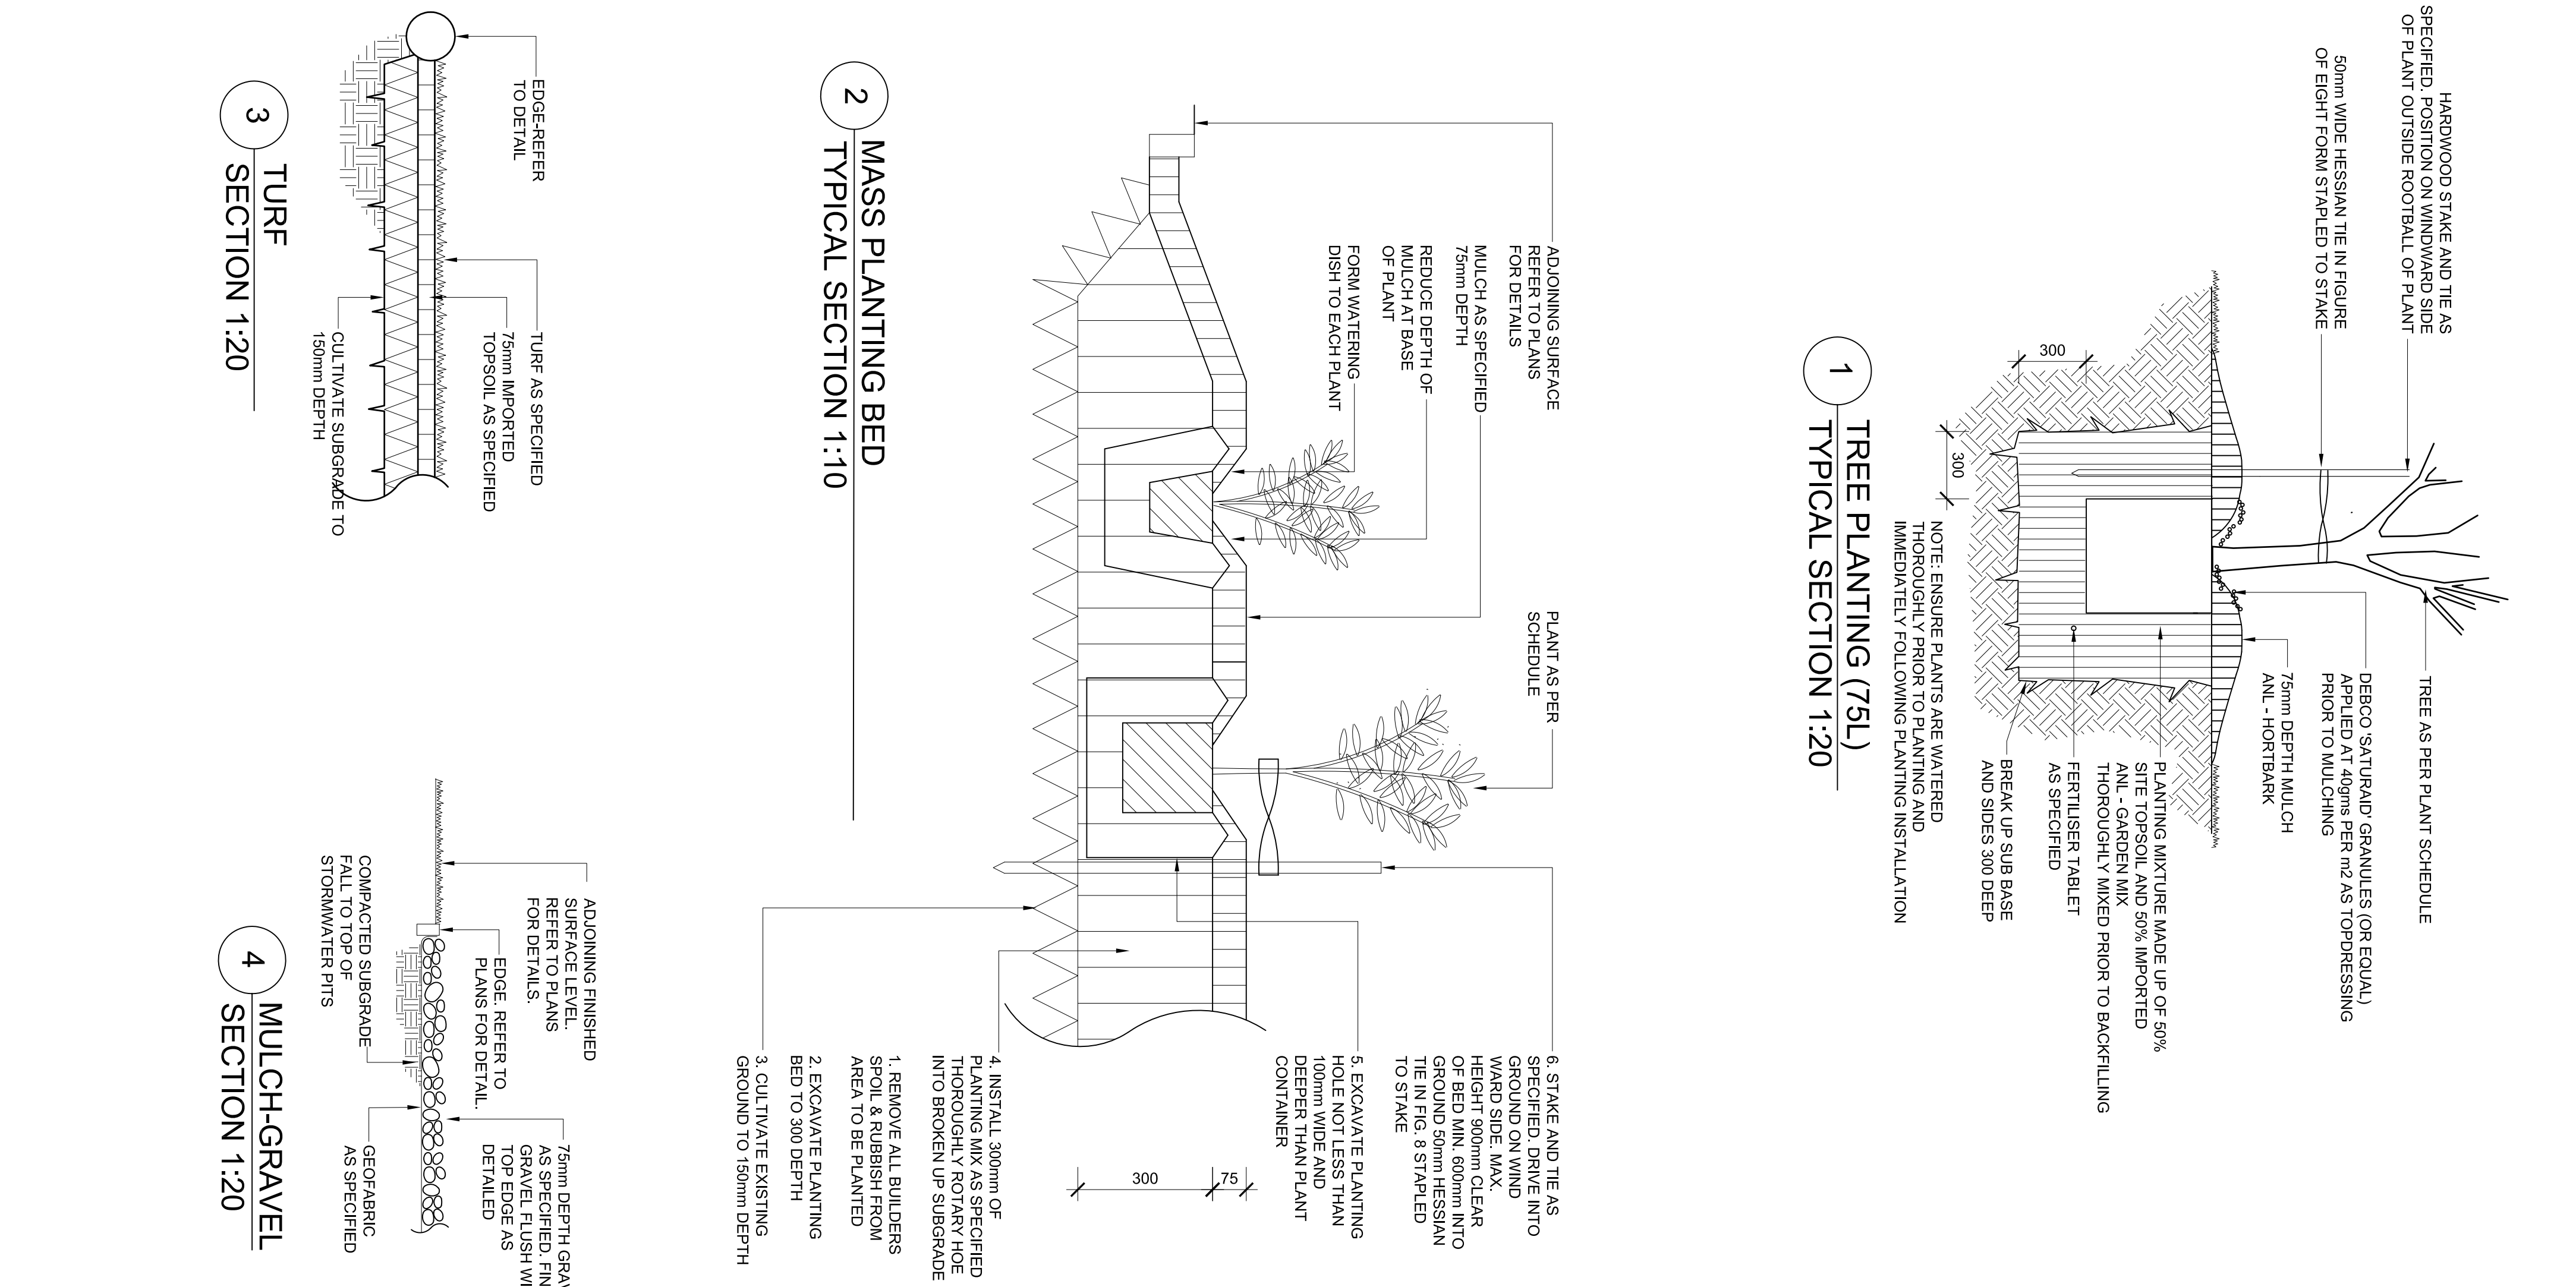 HARDWOOD STAKE AND TIE AS
SPECIFIED. POSITION ON WINDWARD SIDE
OF PLANT OUTSIDE ROOTBALL OF PLANT
50mm WIDE HESSIAN TIE IN FIGURE
OF EIGHT FORM STAPLED TO STAKE
TREE AS PER PLANT SCHEDULE
DEBCO 'SATURAID' GRANULES (OR EQUAL)
APPLIED AT 40gms PER m2 AS TOPDRESSING
PRIOR TO MULCHING
75mm DEPTH MULCH
ANL - HORTBARK
PLANTING MIXTURE MADE UP OF 50%
SITE TOPSOIL AND 50% IMPORTED
ANL - GARDEN MIX
THOROUGHLY MIXED PRIOR TO BACKFILLING
FERTILISER TABLET
AS SPECIFIED
BREAK UP SUB BASE
AND SIDES 300 DEEP
300
300
NOTE: ENSURE PLANTS ARE WATERED
THOROUGHLY PRIOR TO PLANTING AND
IMMEDIATELY FOLLOWING PLANTING INSTALLATION
1
TREE PLANTING (75L)
TYPICAL SECTION 1:20
ADJOINING SURFACE
REFER TO PLANS
FOR DETAILS
MULCH AS SPECIFIED
75mm DEPTH
REDUCE DEPTH OF
MULCH AT BASE
OF PLANT
FORM WATERING
DISH TO EACH PLANT
PLANT AS PER
SCHEDULE
6. STAKE AND TIE AS
SPECIFIED. DRIVE INTO
GROUND ON WIND
WARD SIDE. MAX.
HEIGHT 900mm CLEAR
OF BED MIN. 600mm INTO
GROUND 50mm HESSIAN
TIE IN FIG. 8 STAPLED
TO STAKE
5. EXCAVATE PLANTING
HOLE NOT LESS THAN
100mm WIDE AND
DEEPER THAN PLANT
CONTAINER
300
75
4. INSTALL 300mm OF
PLANTING MIX AS SPECIFIED
THOROUGHLY ROTARY HOE
INTO BROKEN UP SUBGRADE
1. REMOVE ALL BUILDERS
SPOIL & RUBBISH FROM
AREA TO BE PLANTED
2. EXCAVATE PLANTING
BED TO 300 DEPTH
3. CULTIVATE EXISTING
GROUND TO 150mm DEPTH
2
MASS PLANTING BED
TYPICAL SECTION 1:10
EDGE-REFER
TO DETAIL
TURF AS SPECIFIED
75mm IMPORTED
TOPSOIL AS SPECIFIED
CULTIVATE SUBGRADE TO
150mm DEPTH
3
TURF
SECTION 1:20
ADJOINING FINISHED
SURFACE LEVEL.
REFER TO PLANS
FOR DETAILS.
EDGE. REFER TO
PLANS FOR DETAIL.
75mm DEPTH GRAV
AS SPECIFIED. FIN
GRAVEL FLUSH WI
TOP EDGE AS
DETAILED
COMPACTED SUBGRADE
FALL TO TOP OF
STORMWATER PITS
GEOFABRIC
AS SPECIFIED
4
MULCH-GRAVEL
SECTION 1:20